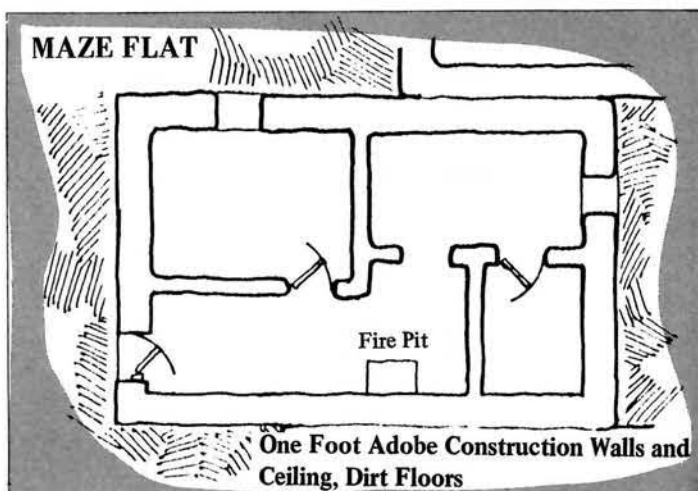 MAZE FLAT
Fire Pit
One Foot Adobe Construction Walls and
Ceiling, Dirt Floors